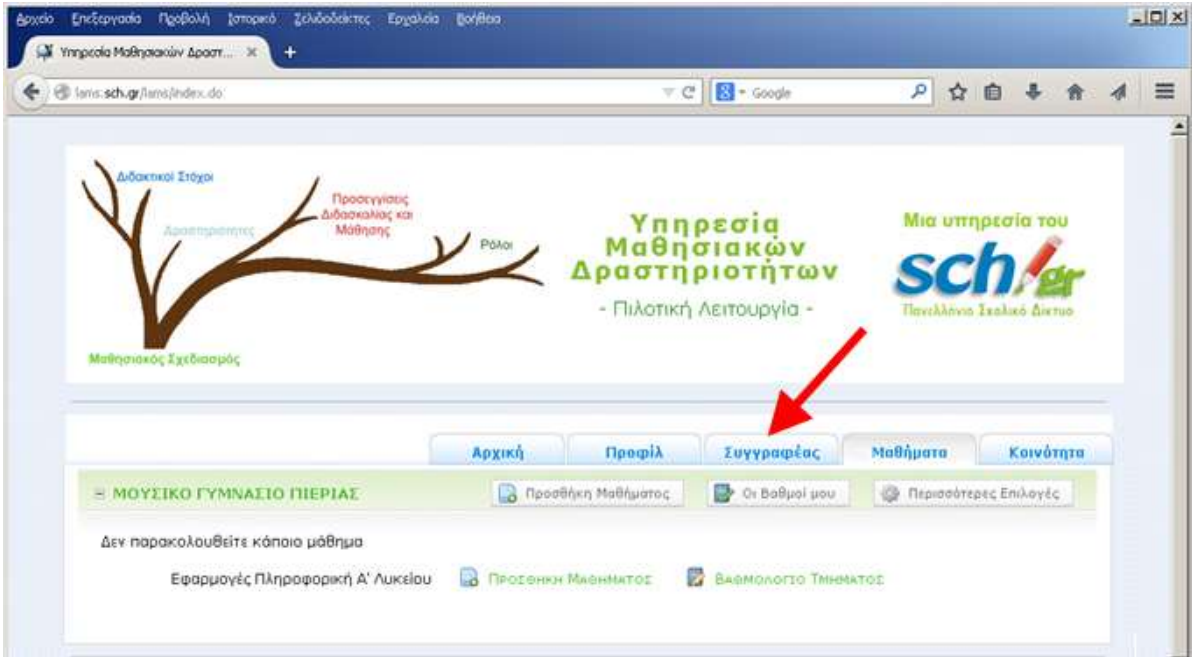 Αρχείο Επεξεργασία Προβολή Ιστορικό Σελιδοδείκτες Εργαλεία Βοήθεια
Υπηρεσία Μαθησιακών Δραστ...
lams.sch.gr/lams/index.do
Google
Διδακτικοί Στόχοι
Προσεγγίσεις
Διδασκαλίας και
Μάθησης
Δραστηριότητες
Ρόλοι
Μαθησιακός Σχεδιασμός
Υπηρεσία
Μαθησιακών
Δραστηριοτήτων
- Πιλοτική Λειτουργία -
Μια υπηρεσία του
sch.gr
Πανελλήνιο Σχολικό Δίκτυο
Αρχική Προφίλ Συγγραφέας Μαθήματα Κοινότητα
ΜΟΥΣΙΚΟ ΓΥΜΝΑΣΙΟ ΠΙΕΡΙΑΣ Προσθήκη Μαθήματος Οι Βαθμοί μου Περισσότερες Επιλογές
Δεν παρακολουθείτε κάποιο μάθημα
Εφαρμογές Πληροφορική Α' Λυκείου ΠΡΟΣΘΗΚΗ ΜΑΘΗΜΑΤΟΣ ΒΑΘΜΟΛΟΓΙΟ ΤΜΗΜΑΤΟΣ